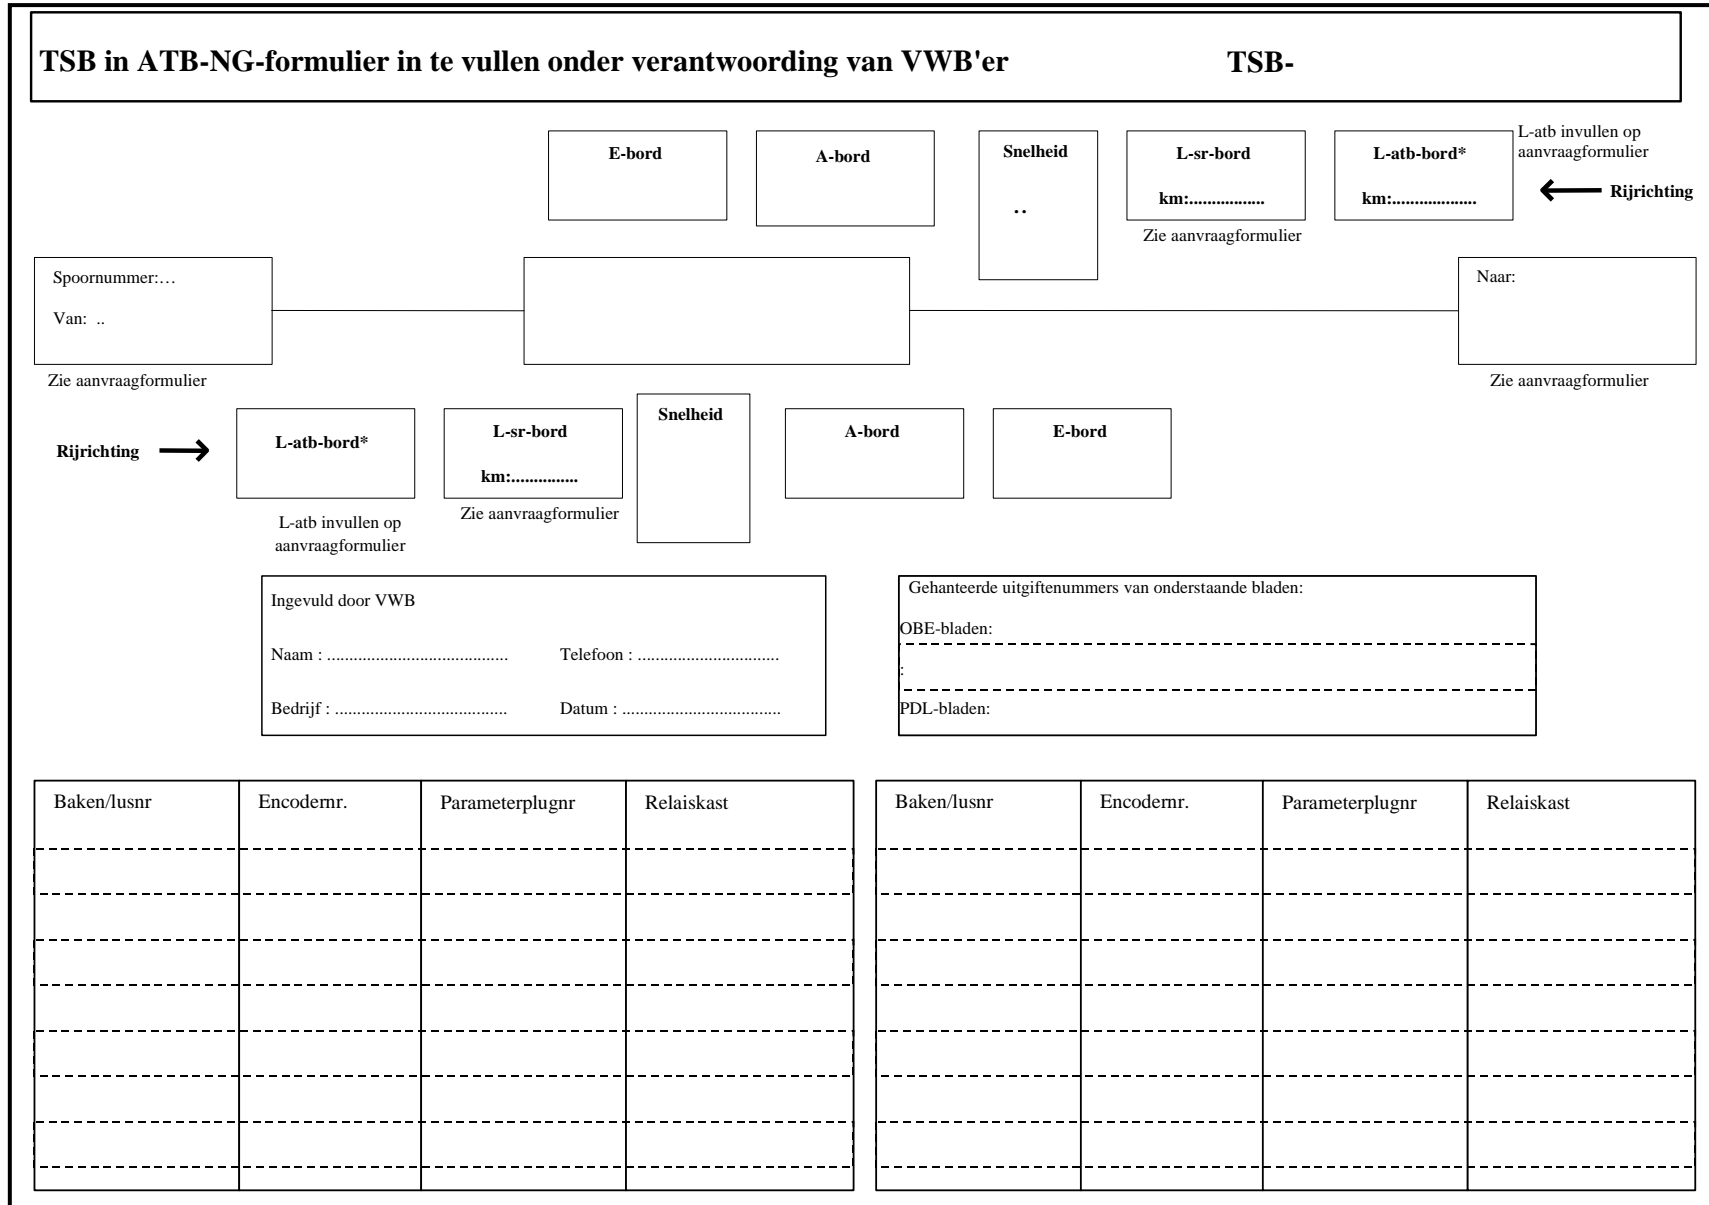 TSB in ATB-NG-formulier in te vullen onder verantwoording van VWB'er TSB-
E-bord A-bord Snelheid L-sr-bord L-atb-bord* L-atb invullen op
aanvraagformulier
.. km:................. km:................... Rijrichting
Zie aanvraagformulier
Spoornummer:… Naar:
Van: ..
Zie aanvraagformulier Zie aanvraagformulier
Rijrichting L-atb-bord* L-sr-bord Snelheid A-bord E-bord
km:...............
L-atb invullen op Zie aanvraagformulier
aanvraagformulier
Ingevuld door VWB
Naam : ......................................... Telefoon : ................................
Bedrijf : ....................................... Datum : ....................................
Gehanteerde uitgiftenummers van onderstaande bladen:
OBE-bladen:
:
PDL-bladen:
Baken/lusnr Encodernr. Parameterplugnr Relaiskast
Baken/lusnr Encodernr. Parameterplugnr Relaiskast